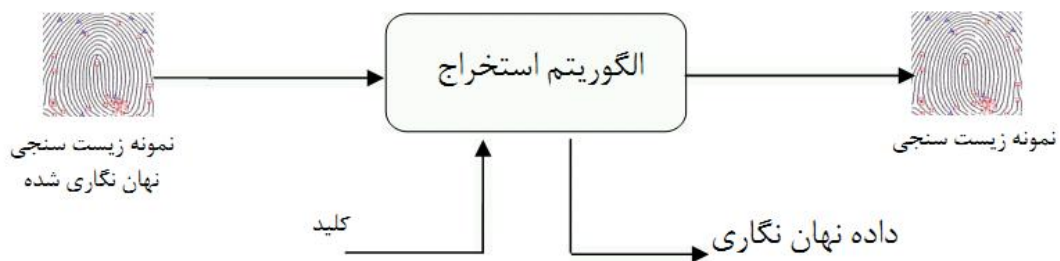 الگوریتم استخراج
نمونه زیست سنجی
نهان نگاری شده
نمونه زیست سنجی
کلید
داده نهان نگاری